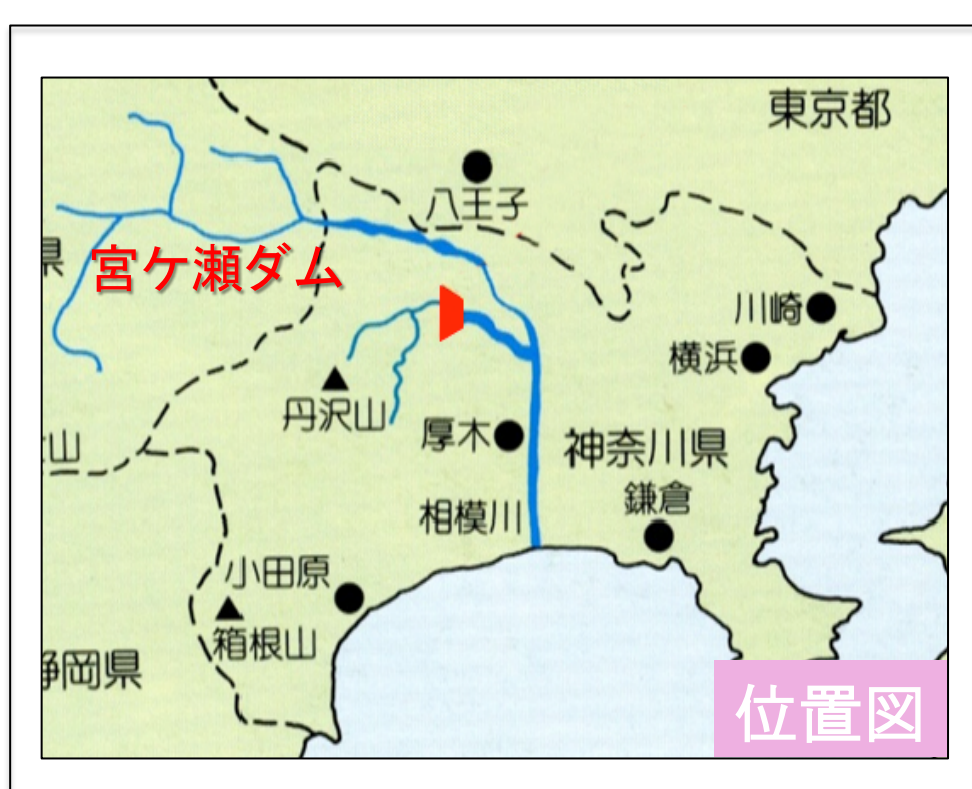 東京都
八王子
県
宮ケ瀬ダム
川崎
横浜
丹沢山
厚木
神奈川県
山
鎌倉
相模川
小田原
箱根山
静岡県
位置図